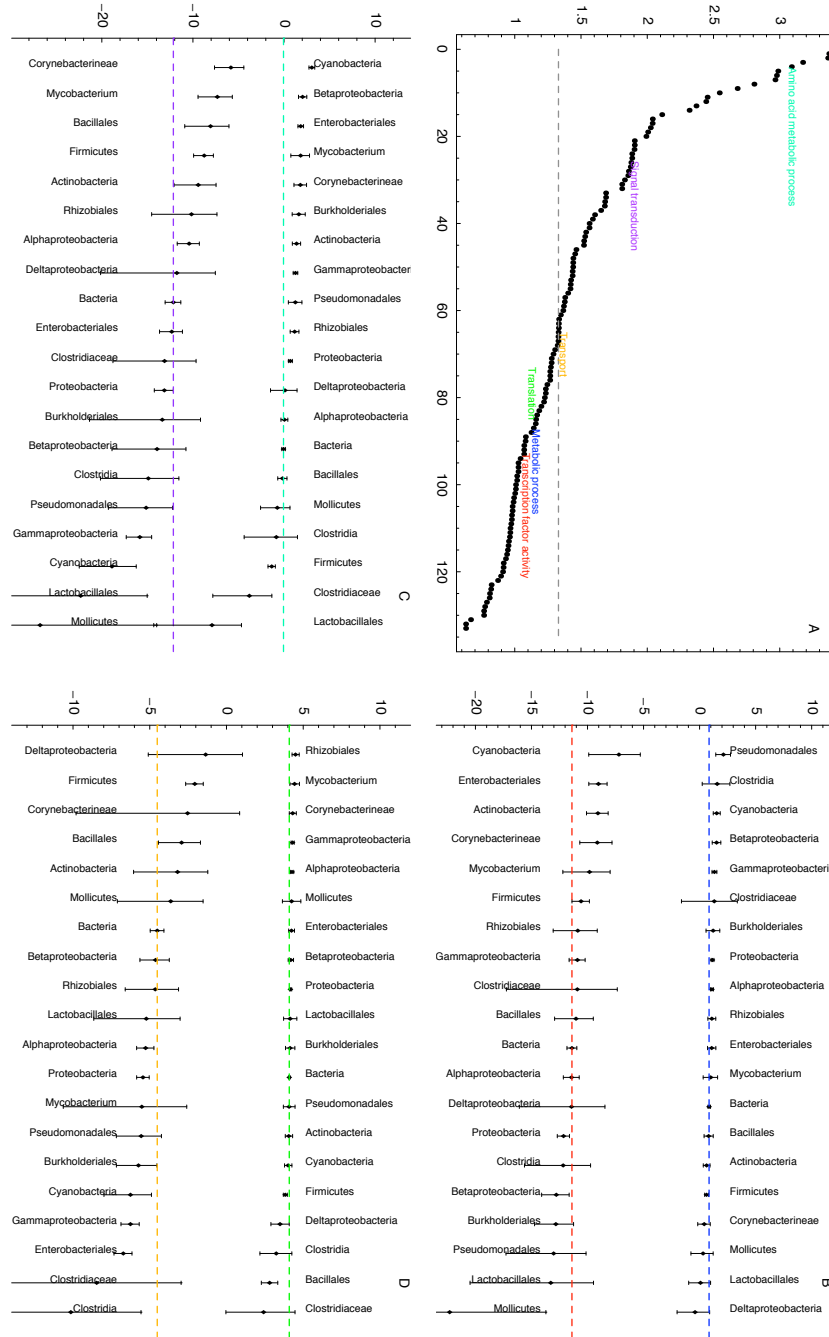 C
−20 −10 0 10
Corynebacterineae Cyanobacteria
Mycobacterium Betaproteobacteria
Bacillales Enterobacteriales
Firmicutes Mycobacterium
Actinobacteria Corynebacterineae
Rhizobiales Burkholderiales
Alphaproteobacteria Actinobacteria
Deltaproteobacteria Gammaproteobacter
Bacteria Pseudomonadales
Enterobacteriales Rhizobiales
Clostridiaceae Proteobacteria
Proteobacteria Deltaproteobacteria
Burkholderiales Alphaproteobacteria
Betaproteobacteria Bacteria
Clostridia Bacillales
Pseudomonadales Mollicutes
Gammaproteobacteria Clostridia
Cyanobacteria Firmicutes
Lactobacillales Clostridiaceae
Mollicutes Lactobacillales
A
1 1.5 2 2.5 3
0
20
40
60
80
100
120
Amino acid metabolic process
Signal transduction
Transport
Translation
Metabolic process
Transcription factor activity
D
−10 −5 0 5 10
Deltaproteobacteria Rhizobiales
Firmicutes Mycobacterium
Corynebacterineae Corynebacterineae
Bacillales Gammaproteobacteria
Actinobacteria Alphaproteobacteria
Mollicutes Mollicutes
Bacteria Enterobacteriales
Betaproteobacteria Betaproteobacteria
Rhizobiales Proteobacteria
Lactobacillales Lactobacillales
Alphaproteobacteria Burkholderiales
Proteobacteria Bacteria
Mycobacterium Pseudomonadales
Pseudomonadales Actinobacteria
Burkholderiales Cyanobacteria
Cyanobacteria Firmicutes
Gammaproteobacteria Deltaproteobacteria
Enterobacteriales Clostridia
Clostridiaceae Bacillales
Clostridia Clostridiaceae
B
−20 −15 −10 −5 0 5 10
Cyanobacteria Pseudomonadales
Enterobacteriales Clostridia
Actinobacteria Cyanobacteria
Corynebacterineae Betaproteobacteria
Mycobacterium Gammaproteobacteri
Firmicutes Clostridiaceae
Rhizobiales Burkholderiales
Gammaproteobacteria Proteobacteria
Clostridiaceae Alphaproteobacteria
Bacillales Rhizobiales
Bacteria Enterobacteriales
Alphaproteobacteria Mycobacterium
Deltaproteobacteria Bacteria
Proteobacteria Bacillales
Clostridia Actinobacteria
Betaproteobacteria Firmicutes
Burkholderiales Corynebacterineae
Pseudomonadales Mollicutes
Lactobacillales Lactobacillales
Mollicutes Deltaproteobacteria